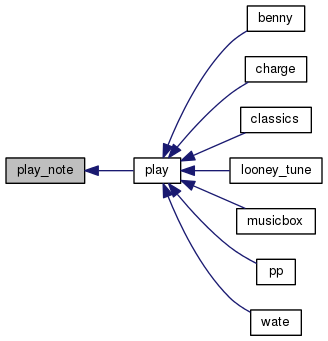 benny
charge
classics
play_note
play
looney_tune
musicbox
pp
wate